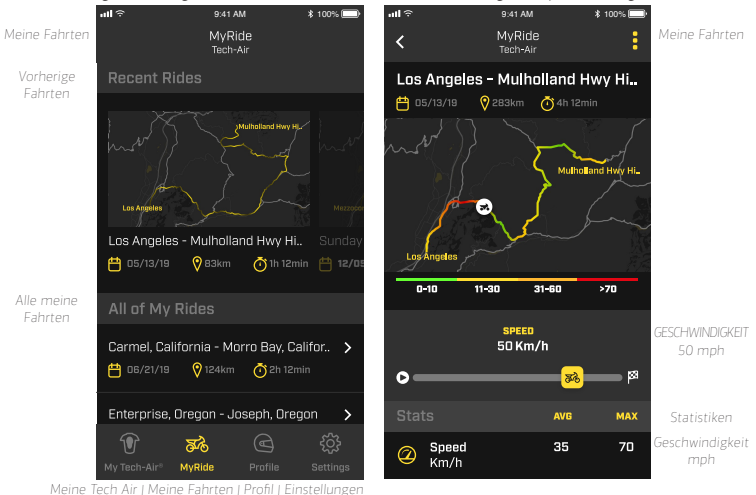 9:41 AM
100%
MyRide
Tech-Air
Meine Fahrten
Recent Rides
Vorherige
Fahrten
Mulholland Hwy Hi..
Los Angeles
Los Angeles - Mulholland Hwy Hi..
Sunday
05/13/19
83km
1h 12min
All of My Rides
Alle meine
Fahrten
Carmel, California - Morro Bay, Califor..
06/21/19
124km
2h 12min
Enterprise, Oregon - Joseph, Oregon
My Tech-Air®
MyRide
Profile
Settings
Meine Tech Air | Meine Fahrten | Profil | Einstellungen
9:41 AM
100%
MyRide
Tech-Air
Meine Fahrten
Los Angeles - Mulholland Hwy Hi..
05/13/19
283km
4h 12min
Mulholland Hwy Hi..
Los Angeles
0-10
11-30
31-60
>70
SPEED
50 Km/h
GESCHWINDIGKEIT
50 mph
Stats
AVG
MAX
Statistiken
Speed
Km/h
35
70
Geschwindigkeit
mph